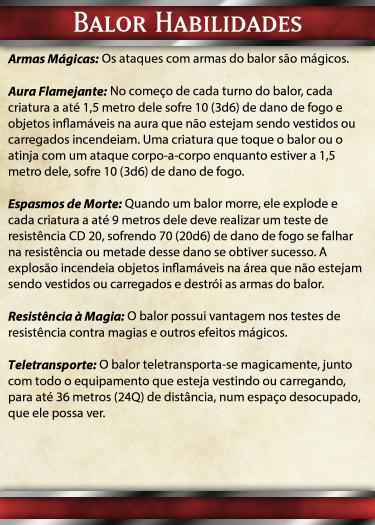 Balor Habilidades
Armas Mágicas: Os ataques com armas do balor são mágicos.
Aura Flamejante: No começo de cada turno do balor, cada
criatura a até 1,5 metro dele sofre 10 (3d6) de dano de fogo e
objetos inflamáveis na aura que não estejam sendo vestidos ou
carregados incendeiam. Uma criatura que toque o balor ou o
atinja com um ataque corpo-a-corpo enquanto estiver a 1,5
metro dele, sofre 10 (3d6) de dano de fogo.
Espasmos de Morte: Quando um balor morre, ele explode e
cada criatura a até 9 metros dele deve realizar um teste de
resistência CD 20, sofrendo 70 (20d6) de dano de fogo se falhar
na resistência ou metade desse dano se obtiver sucesso. A
explosão incendeia objetos inflamáveis na área que não estejam
sendo vestidos ou carregados e destrói as armas do balor.
Resistência à Magia: O balor possui vantagem nos testes de
resistência contra magias e outros efeitos mágicos.
Teletransporte: O balor teletransporta-se magicamente, junto
com todo o equipamento que esteja vestindo ou carregando,
para até 36 metros (24Q) de distância, num espaço desocupado,
que ele possa ver.